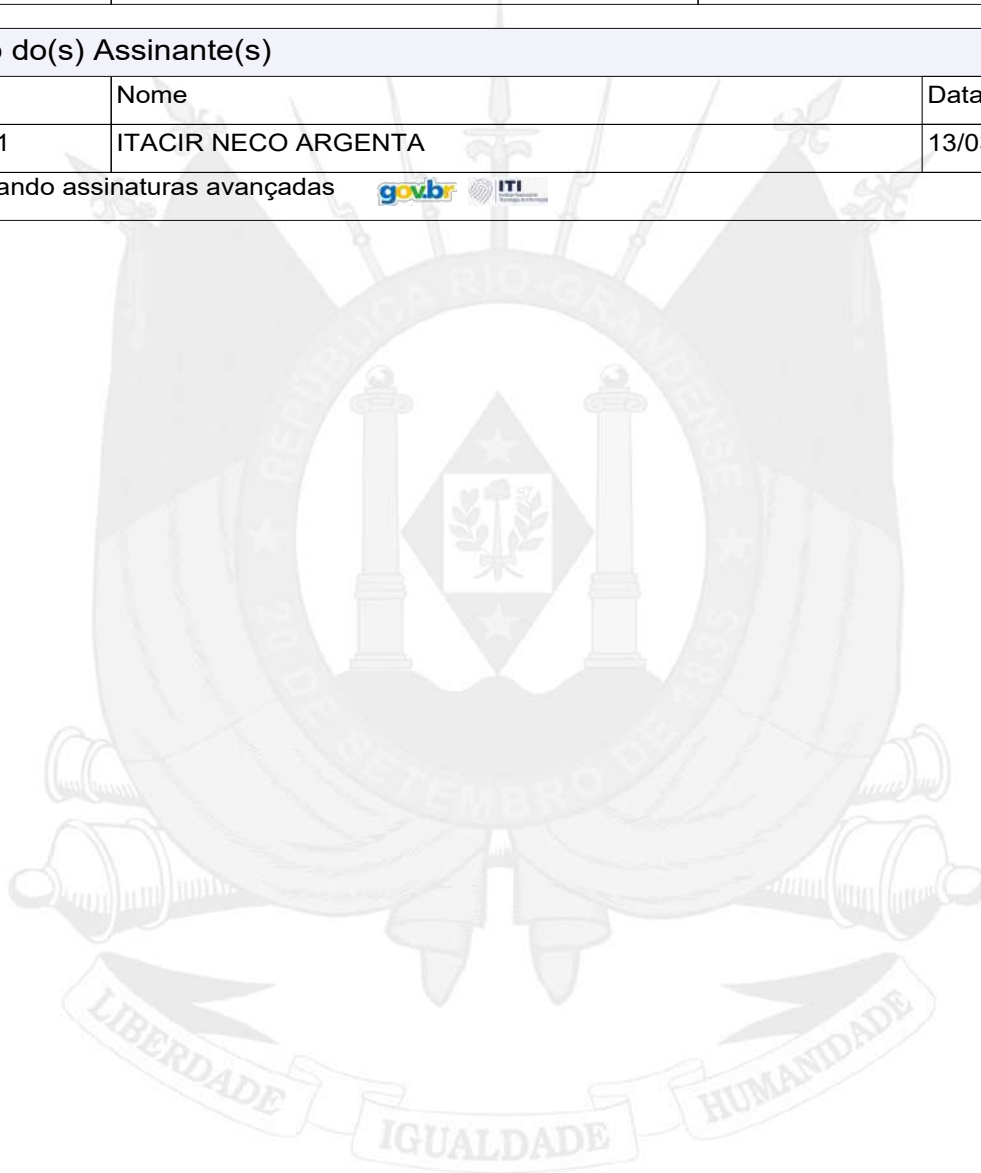 do(s) Assinante(s)
Nome
Data
1
ITACIR NECO ARGENTA
13/03
ando assinaturas avançadas
gov.br
ITI
REPÚBLICA RIO-GRANDENSE
20 DE SETEMBRO DE 1835
LIBERDADE
IGUALDADE
HUMANIDADE